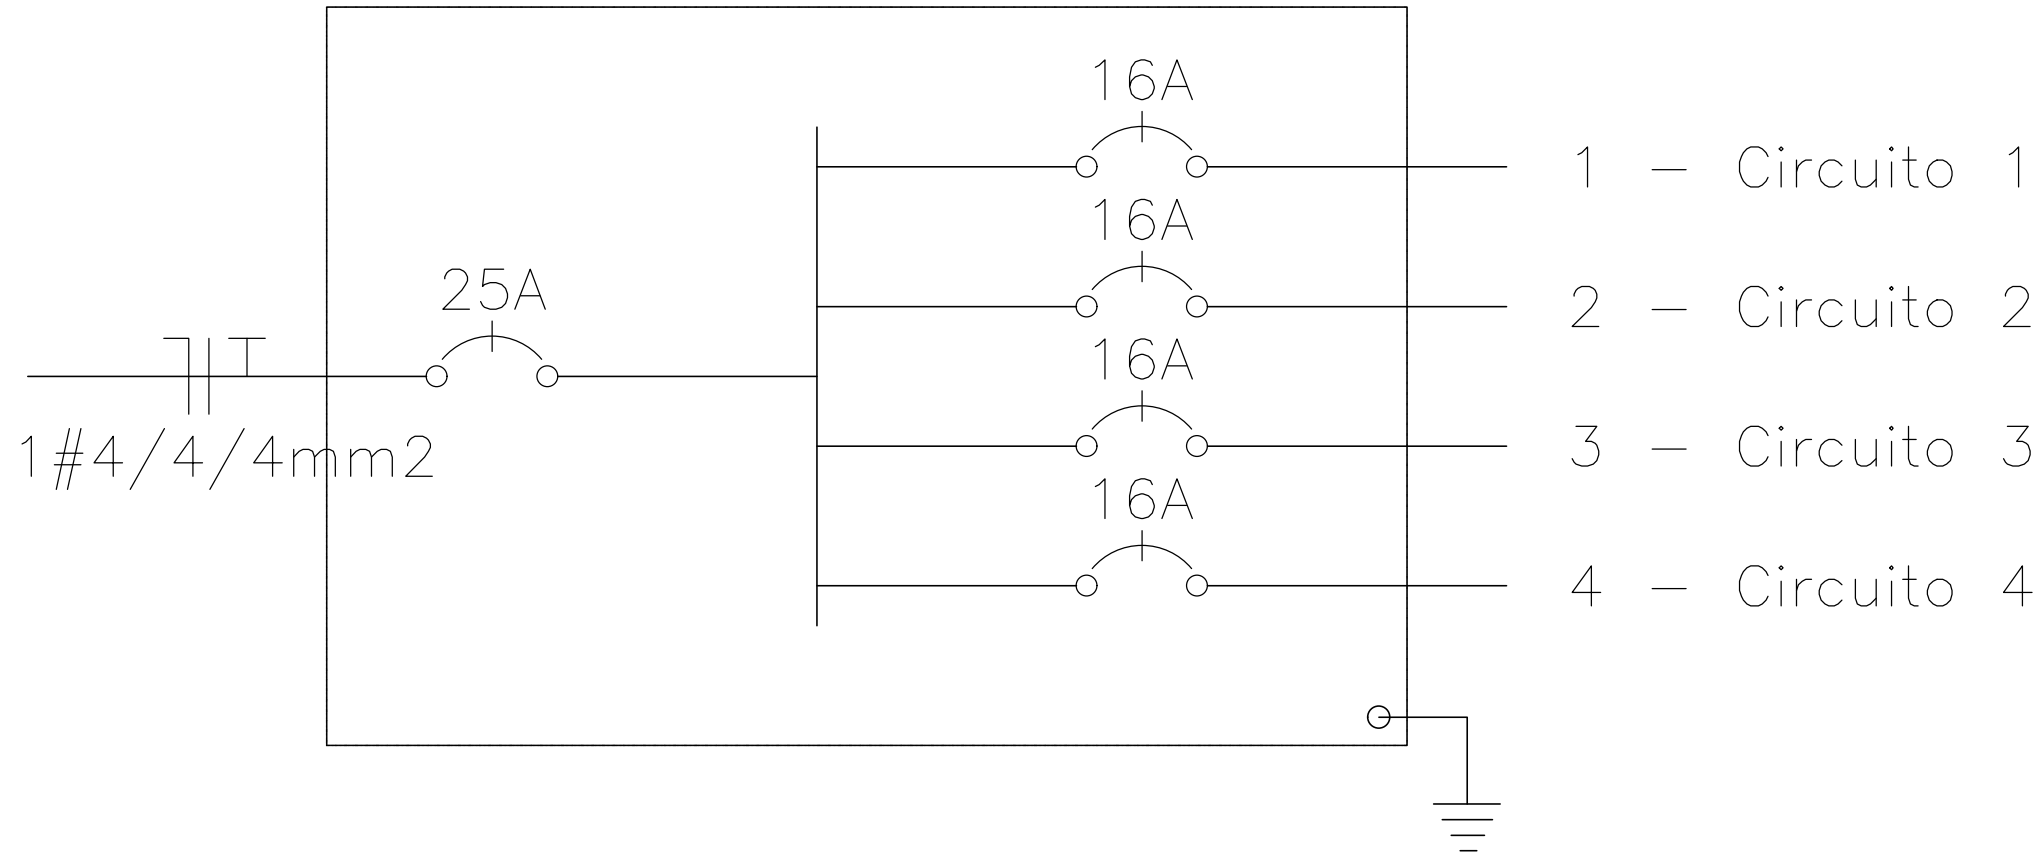 16A
1 - Circuito 1
16A
2 - Circuito 2
25A
16A
1#4/4/4mm2
3 - Circuito 3
16A
4 - Circuito 4